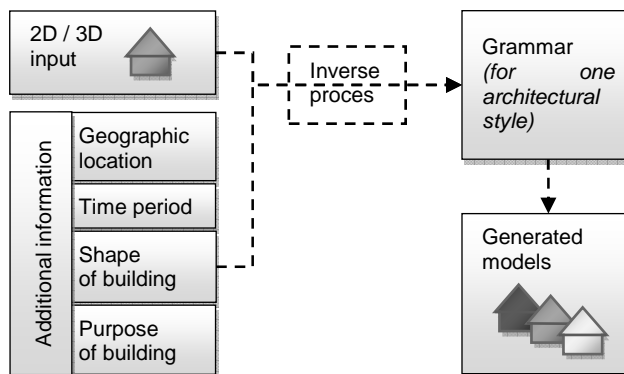 2D / 3D
input
Additional information
Geographic
location
Time period
Shape
of building
Purpose
of building
Inverse
proces
Grammar
(for one
architectural
style)
Generated
models